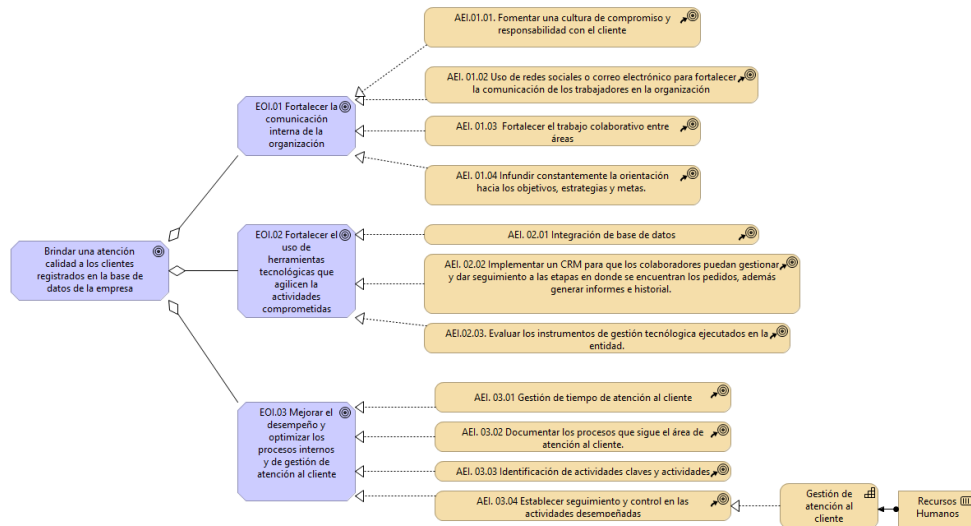 AEI.01.01. Fomentar una cultura de compromiso y
responsabilidad con el cliente
AEI. 01.02 Uso de redes sociales o correo electrónico para fortalecer
la comunicación de los trabajadores en la organización
EOI.01 Fortalecer la
comunicación
interna de la
organización
AEI. 01.03 Fortalecer el trabajo colaborativo entre
áreas
AEI. 01.04 Infundir constantemente la orientación
hacia los objetivos, estrategias y metas.
Brindar una atención
calidad a los clientes
registrados en la base de
datos de la empresa
EOI.02 Fortalecer el
uso de
herramientas
tecnológicas que
agilicen la
actividades
comprometidas
AEI. 02.01 Integración de base de datos
AEI. 02.02 Implementar un CRM para que los colaboradores puedan gestionar
y dar seguimiento a las etapas en donde se encuentran los pedidos, además
generar informes e historial.
AEI.02.03. Evaluar los instrumentos de gestión tecnólogica ejecutados en la
entidad.
EOI.03 Mejorar el
desempeño y
optimizar los
procesos internos
y de gestión de
atención al cliente
AEI. 03.01 Gestión de tiempo de atención al cliente
AEI. 03.02 Documentar los procesos que sigue el área de
atención al cliente.
AEI. 03.03 Identificación de actividades claves y actividades
AEI. 03.04 Establecer seguimiento y control en las
actividades desempeñadas
Gestión de
atención al
cliente
Recursos
Humanos